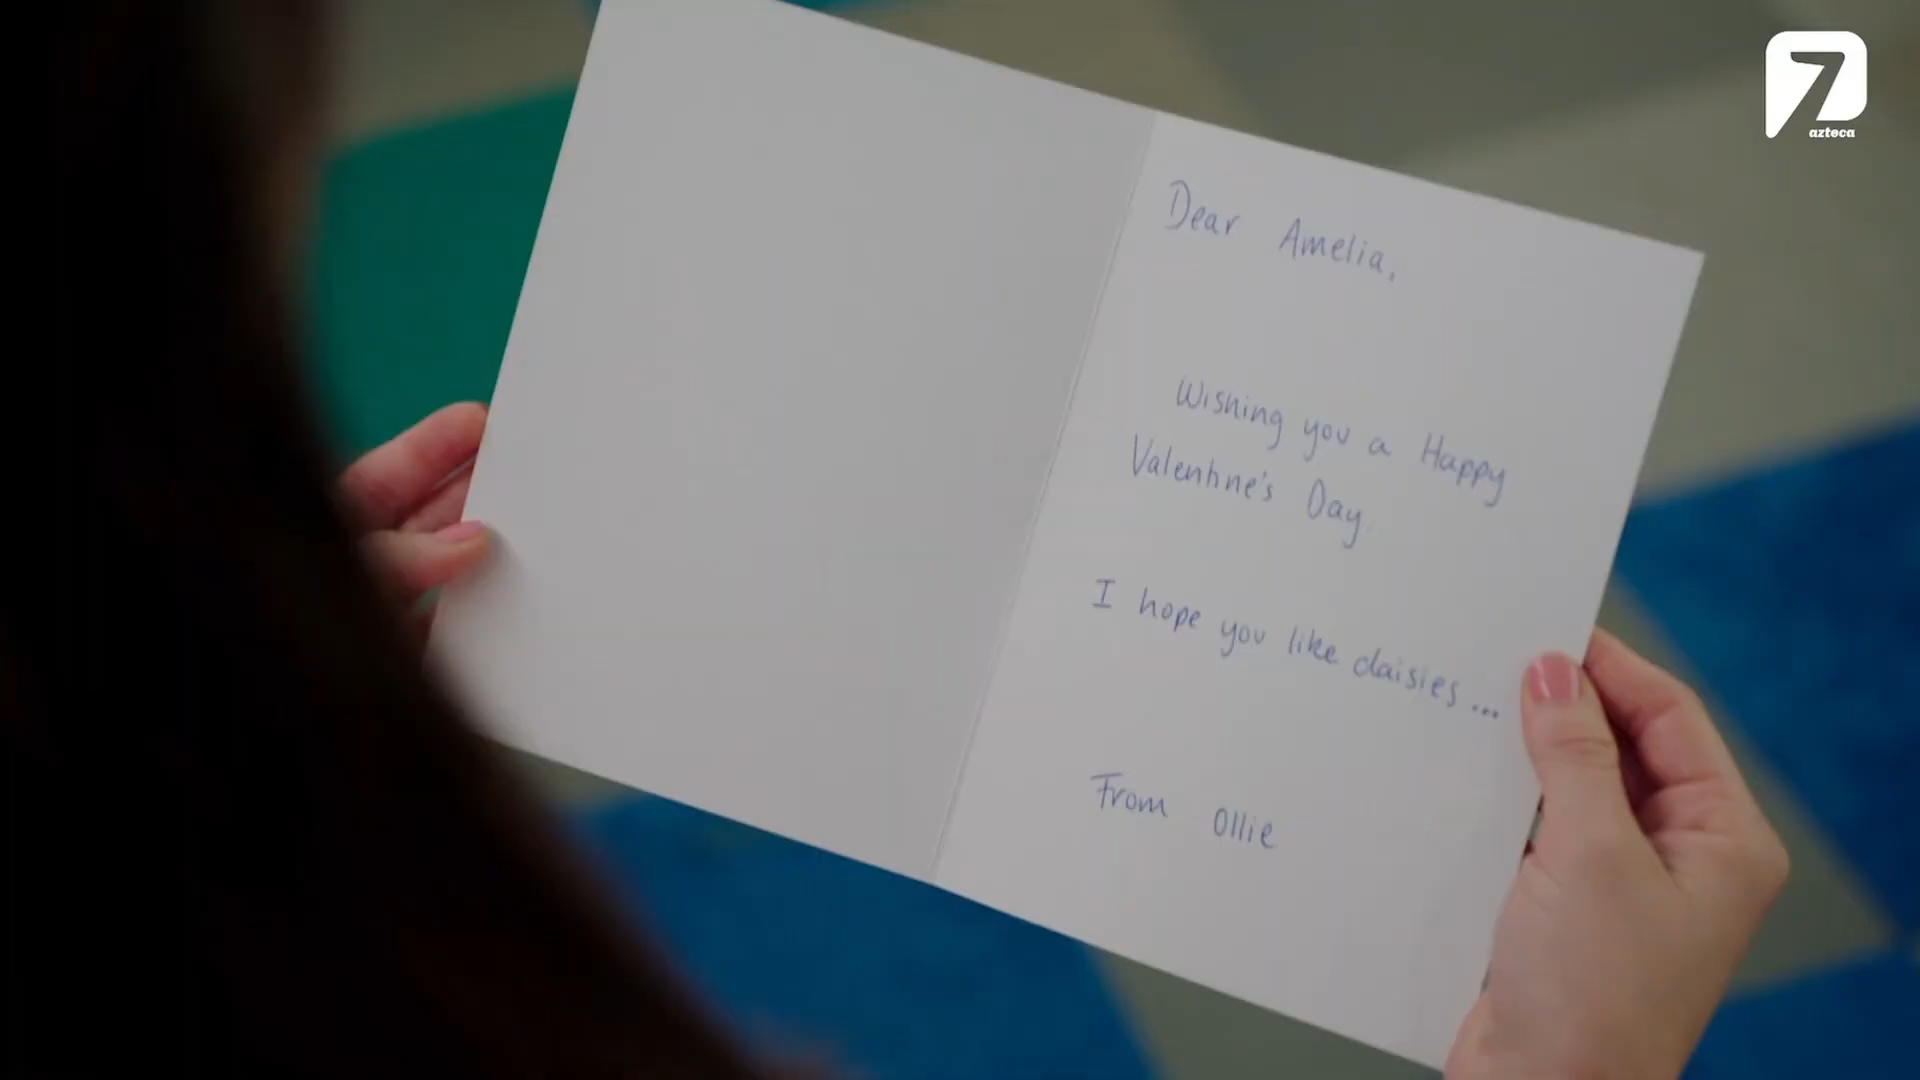 7
azteca
Dear Amelia,
Wishing you a Happy
Valentine's Day.
I hope you like daisies...
From Ollie